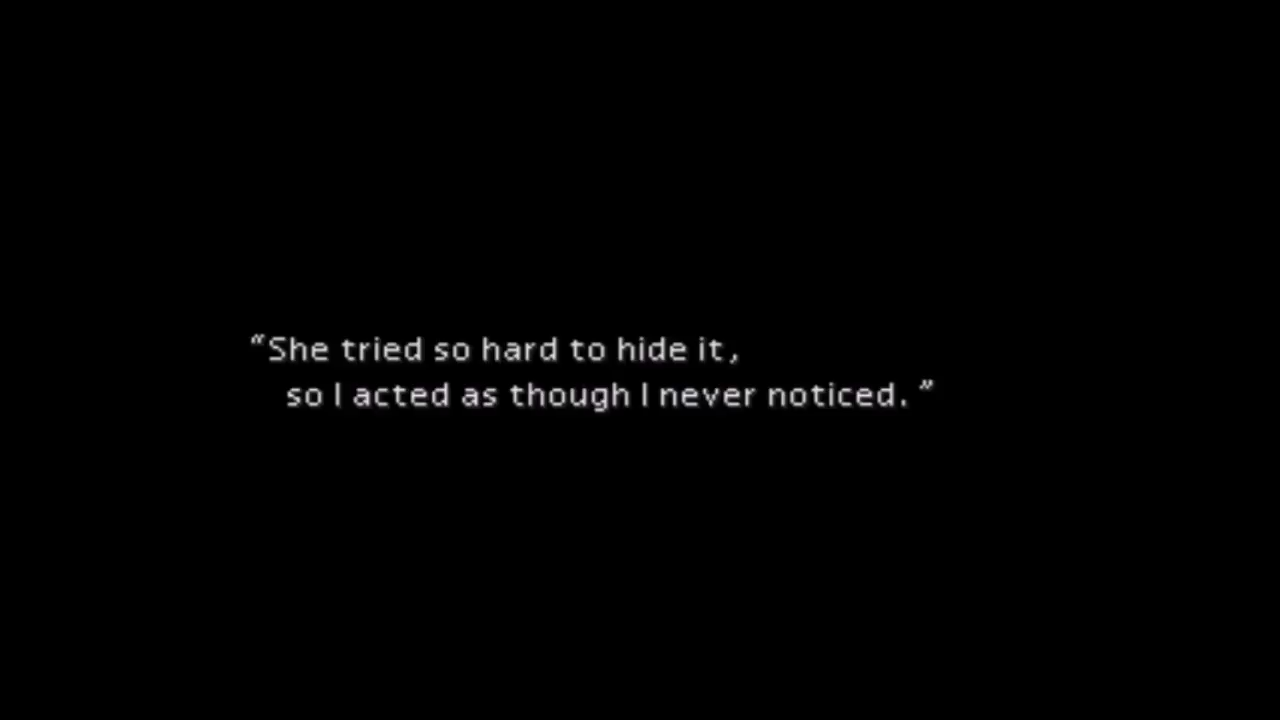 “She tried so hard to hide it,
so I acted as though I never noticed.”